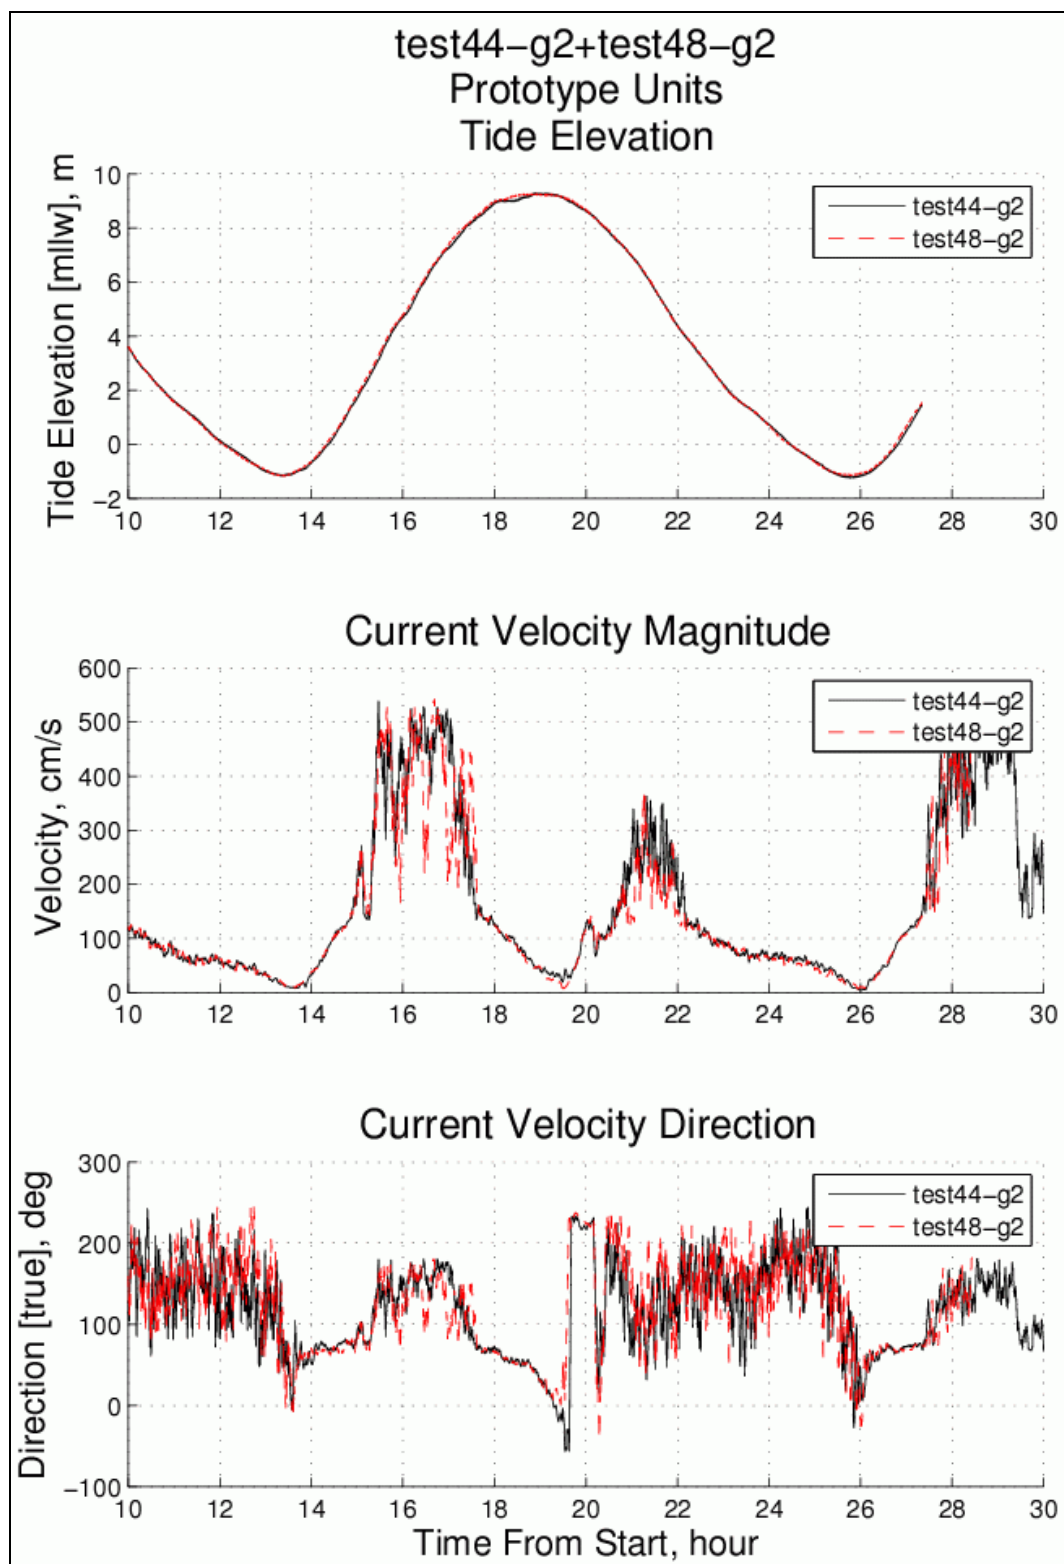 test44−g2+test48−g2
Prototype Units
Tide Elevation
Tide Elevation [mllw], m
10
8
6
4
2
0
−2
test44−g2
test48−g2
10 12 14 16 18 20 22 24 26 28 30
Current Velocity Magnitude
Velocity, cm/s
600
500
400
300
200
100
0
test44−g2
test48−g2
10 12 14 16 18 20 22 24 26 28 30
Current Velocity Direction
Direction [true], deg
300
200
100
0
−100
test44−g2
test48−g2
10 12 14 16 18 20 22 24 26 28 30
Time From Start, hour